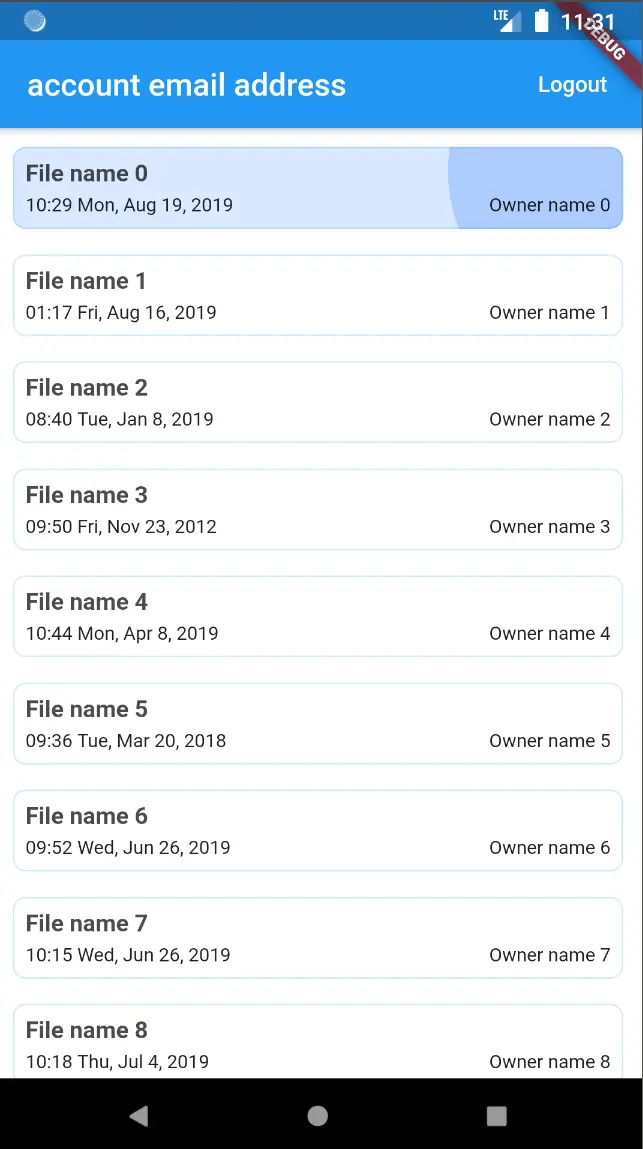 LTE 11:31
DEBUG
account email address Logout
File name 0
10:29 Mon, Aug 19, 2019 Owner name 0
File name 1
01:17 Fri, Aug 16, 2019 Owner name 1
File name 2
08:40 Tue, Jan 8, 2019 Owner name 2
File name 3
09:50 Fri, Nov 23, 2012 Owner name 3
File name 4
10:44 Mon, Apr 8, 2019 Owner name 4
File name 5
09:36 Tue, Mar 20, 2018 Owner name 5
File name 6
09:52 Wed, Jun 26, 2019 Owner name 6
File name 7
10:15 Wed, Jun 26, 2019 Owner name 7
File name 8
10:18 Thu, Jul 4, 2019 Owner name 8